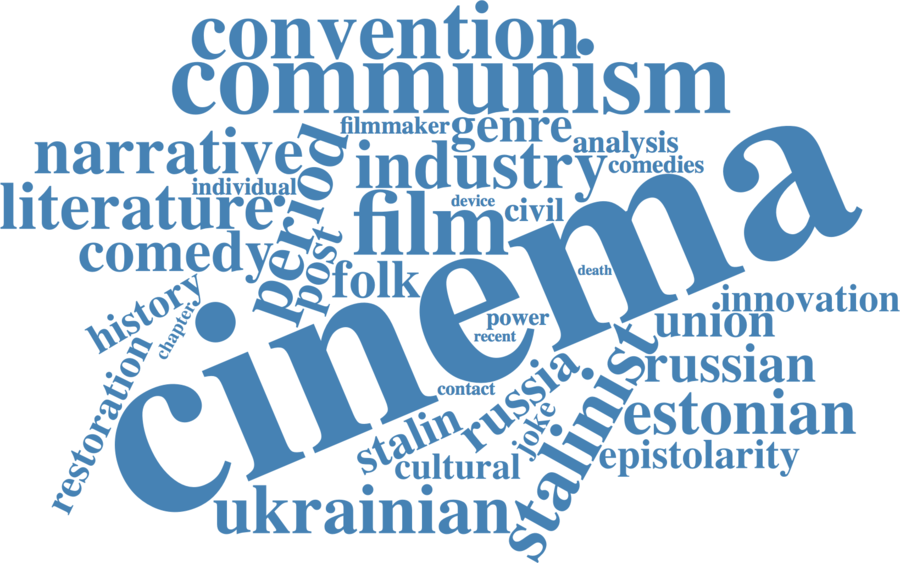 convention
communism
filmmaker
genre
narrative
industry
analysis
comedies
individual
period
literature
device
civil
film
comedy
post
folk
cinema
death
history
chapter
power
recent
innovation
union
restoration
contact
russia
stalinist
russian
stalin
joke
estonian
cultural
epistolarity
ukrainian